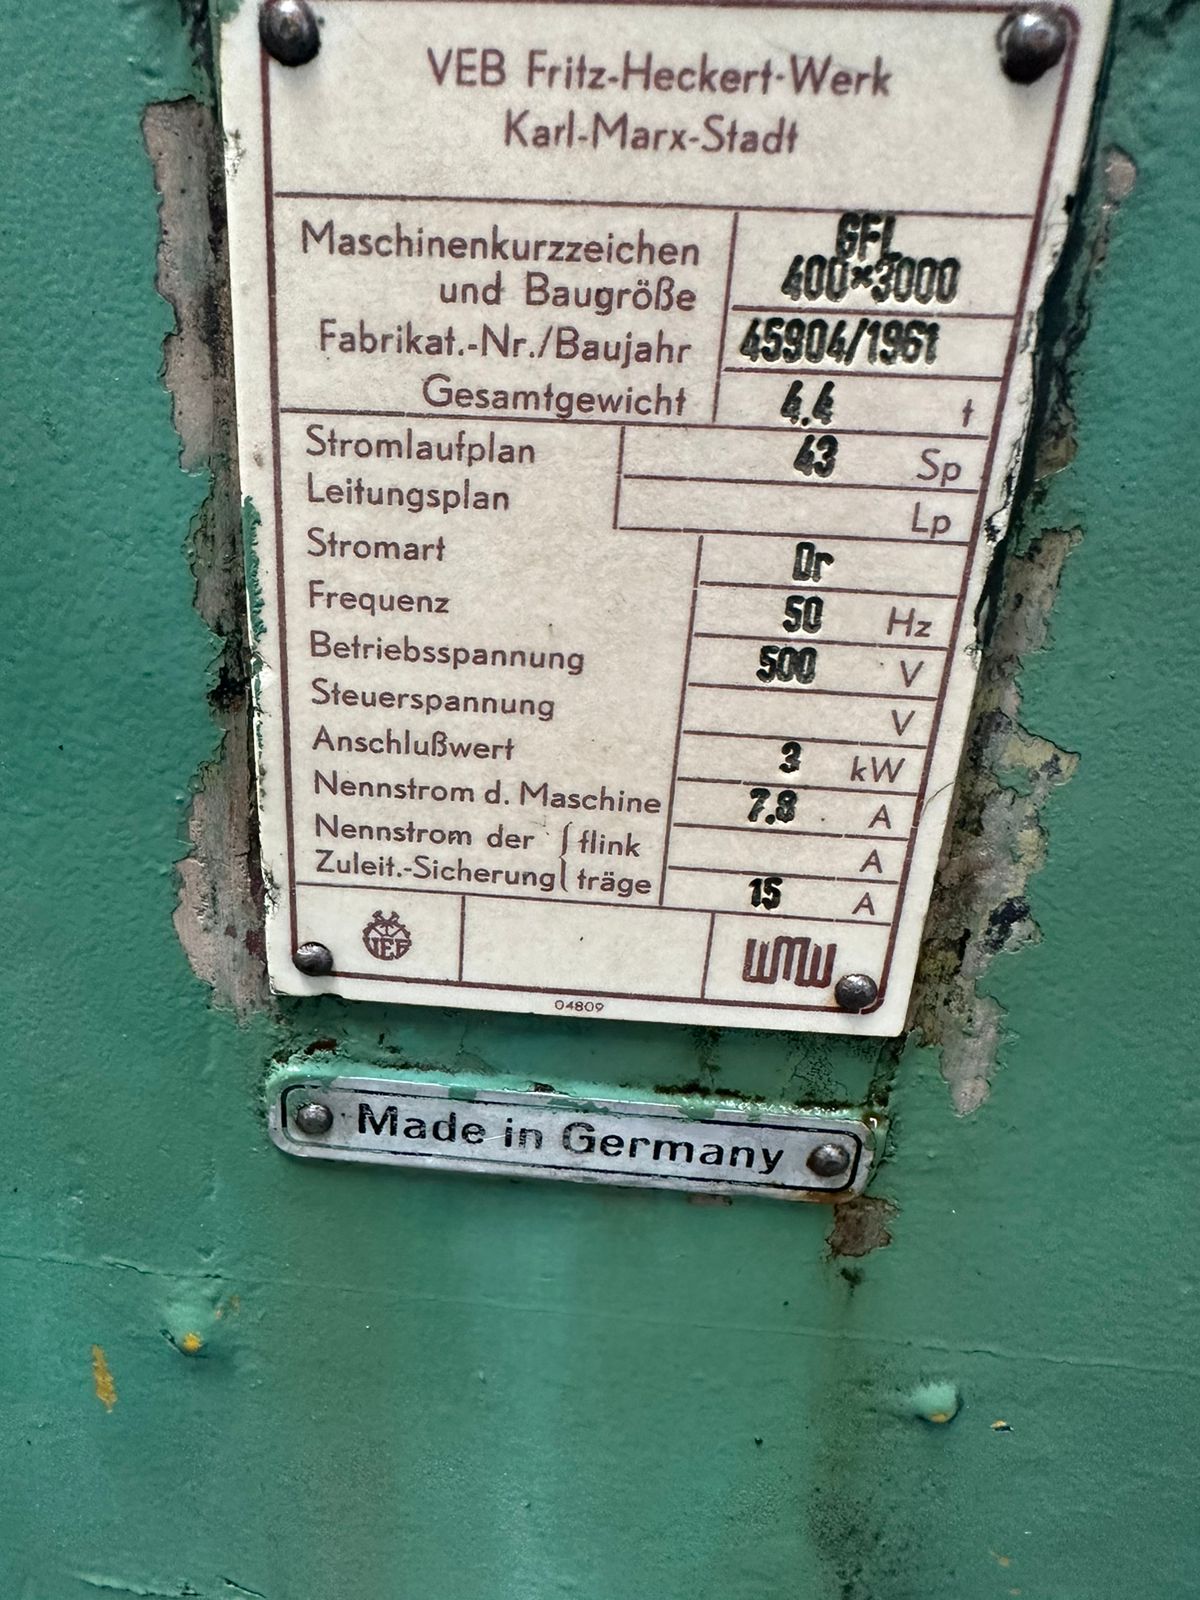 VEB Fritz-Heckert-Werk
Karl-Marx-Stadt
Maschinenkurzzeichen und Baugröße GFL 400×3000
Fabrikat.-Nr./Baujahr 45904/1961
Gesamtgewicht 4.4 t
Stromlaufplan 43 Sp
Leitungsplan Lp
Stromart Dr
Frequenz 50 Hz
Betriebsspannung 500 V
Steuerspannung V
Anschlußwert 3 kW
Nennstrom d. Maschine 7.8 A
Nennstrom der { flink A
Zuleit.-Sicherung { träge 15 A
VEB WMW
04809
Made in Germany